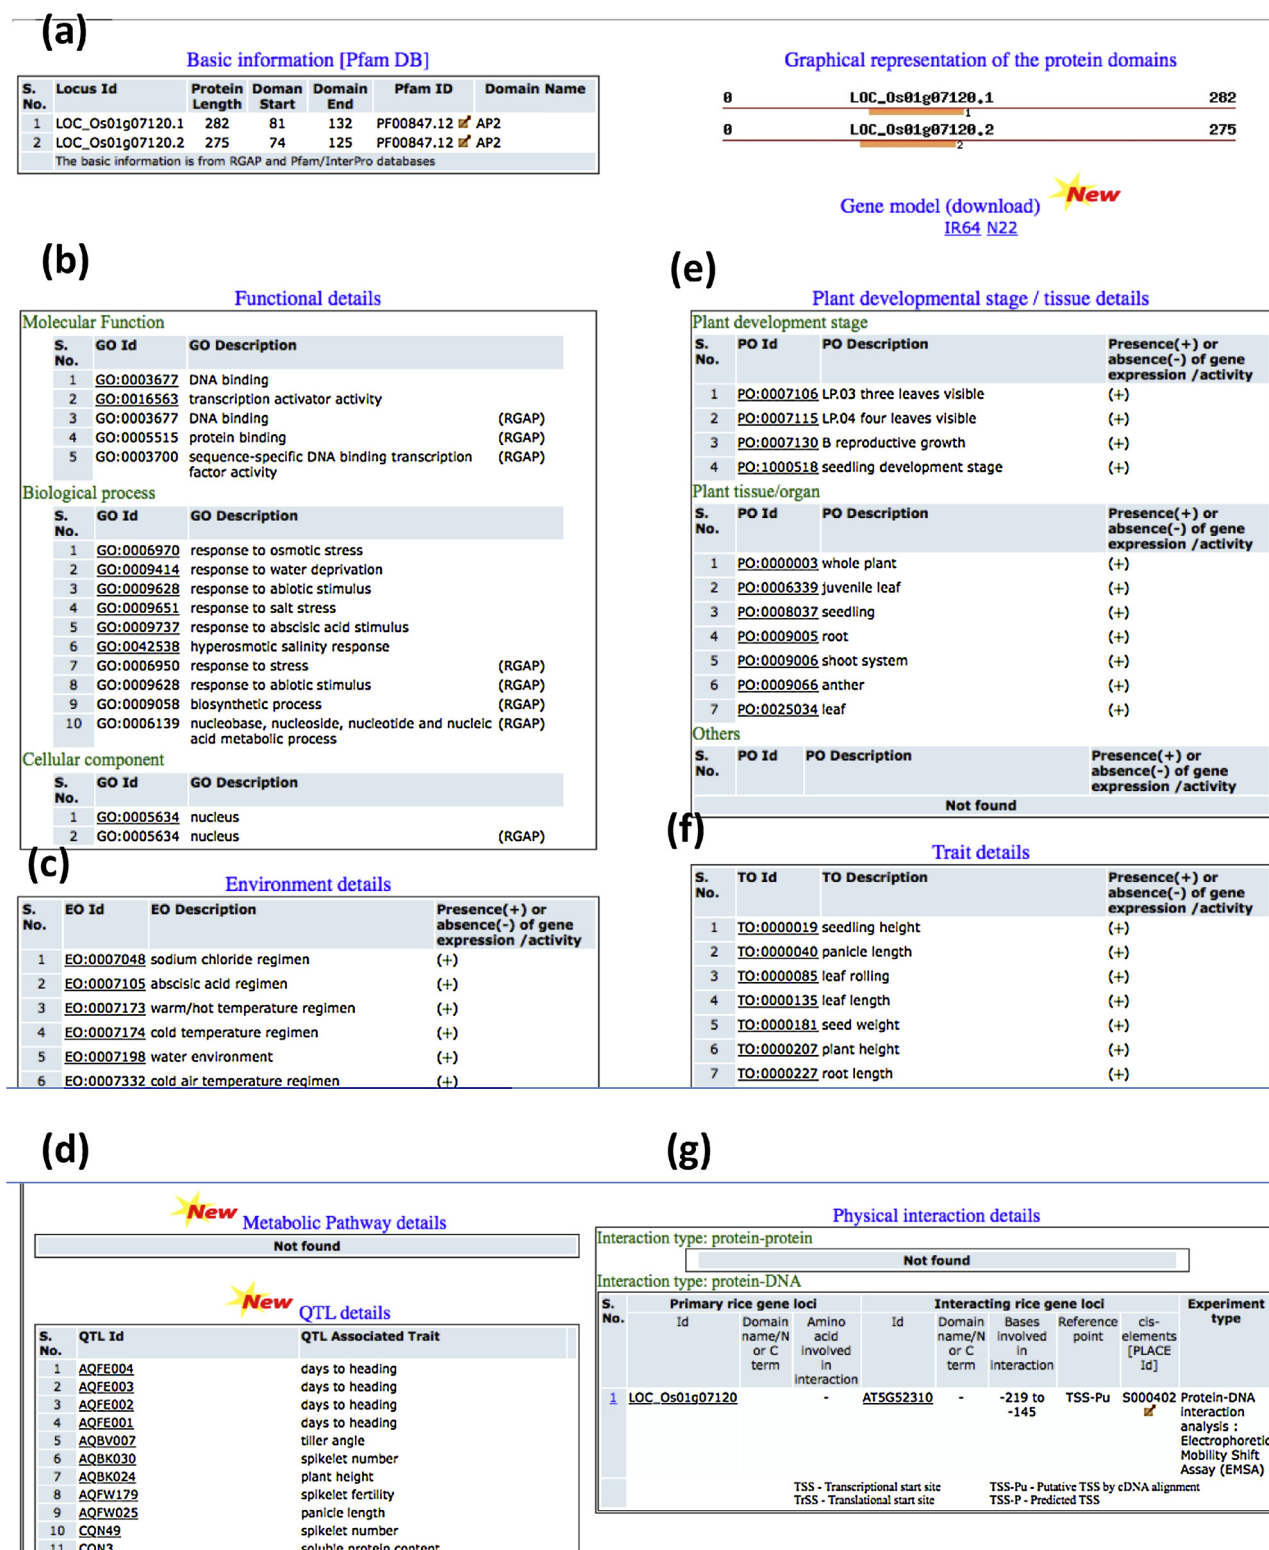 (a)
Basic information [Pfam DB]
S. No. Locus Id Protein Length Doman Start Domain End Pfam ID Domain Name
1 LOC_Os01g07120.1 282 81 132 PF00847.12 AP2
2 LOC_Os01g07120.2 275 74 125 PF00847.12 AP2
The basic information is from RGAP and Pfam/InterPro databases
Graphical representation of the protein domains
0 LOC_Os01g07120.1 282
1
0 LOC_Os01g07120.2 275
2
New
Gene model (download)
IR64 N22
(b)
Functional details
Molecular Function
S. No. GO Id GO Description
1 GO:0003677 DNA binding
2 GO:0016563 transcription activator activity
3 GO:0003677 DNA binding (RGAP)
4 GO:0005515 protein binding (RGAP)
5 GO:0003700 sequence-specific DNA binding transcription (RGAP)
factor activity
Biological process
S. No. GO Id GO Description
1 GO:0006970 response to osmotic stress
2 GO:0009414 response to water deprivation
3 GO:0009628 response to abiotic stimulus
4 GO:0009651 response to salt stress
5 GO:0009737 response to abscisic acid stimulus
6 GO:0042538 hyperosmotic salinity response
7 GO:0006950 response to stress (RGAP)
8 GO:0009628 response to abiotic stimulus (RGAP)
9 GO:0009058 biosynthetic process (RGAP)
10 GO:0006139 nucleobase, nucleoside, nucleotide and nucleic (RGAP)
acid metabolic process
Cellular component
S. No. GO Id GO Description
1 GO:0005634 nucleus
2 GO:0005634 nucleus (RGAP)
(c)
Environment details
S. No. EO Id EO Description Presence(+) or absence(-) of gene expression /activity
1 EO:0007048 sodium chloride regimen (+)
2 EO:0007105 abscisic acid regimen (+)
3 EO:0007173 warm/hot temperature regimen (+)
4 EO:0007174 cold temperature regimen (+)
5 EO:0007198 water environment (+)
6 EO:0007332 cold air temperature regimen (+)
(e)
Plant developmental stage / tissue details
Plant development stage
S. No. PO Id PO Description Presence(+) or absence(-) of gene expression /activity
1 PO:0007106 LP.03 three leaves visible (+)
2 PO:0007115 LP.04 four leaves visible (+)
3 PO:0007130 B reproductive growth (+)
4 PO:1000518 seedling development stage (+)
Plant tissue/organ
S. No. PO Id PO Description Presence(+) or absence(-) of gene expression /activity
1 PO:0000003 whole plant (+)
2 PO:0006339 juvenile leaf (+)
3 PO:0008037 seedling (+)
4 PO:0009005 root (+)
5 PO:0009006 shoot system (+)
6 PO:0009066 anther (+)
7 PO:0025034 leaf (+)
Others
S. No. PO Id PO Description Presence(+) or absence(-) of gene expression /activity
Not found
(f)
Trait details
S. No. TO Id TO Description Presence(+) or absence(-) of gene expression /activity
1 TO:0000019 seedling height (+)
2 TO:0000040 panicle length (+)
3 TO:0000085 leaf rolling (+)
4 TO:0000135 leaf length (+)
5 TO:0000181 seed weight (+)
6 TO:0000207 plant height (+)
7 TO:0000227 root length (+)
(d)
New
Metabolic Pathway details
Not found
New
QTL details
S. No. QTL Id QTL Associated Trait
1 AQFE004 days to heading
2 AQFE003 days to heading
3 AQFE002 days to heading
4 AQFE001 days to heading
5 AQBV007 tiller angle
6 AQBK030 spikelet number
7 AQBK024 plant height
8 AQFW179 spikelet fertility
9 AQFW025 panicle length
10 CQN49 spikelet number
11 CQN3 soluble protein content
(g)
Physical interaction details
Interaction type: protein-protein
Not found
Interaction type: protein-DNA
S. No. Primary rice gene loci Interacting rice gene loci Experiment type
Id Domain name/N or C term Amino acid involved in interaction Id Domain name/N or C term Bases involved in interaction Reference point cis-elements [PLACE Id]
1 LOC_Os01g07120 - AT5G52310 - -219 to -145 TSS-Pu S000402 Protein-DNA interaction analysis : Electrophoretic Mobility Shift Assay (EMSA)
TSS - Transcriptional start site TSS-Pu - Putative TSS by cDNA alignment
TrSS - Translational start site TSS-P - Predicted TSS